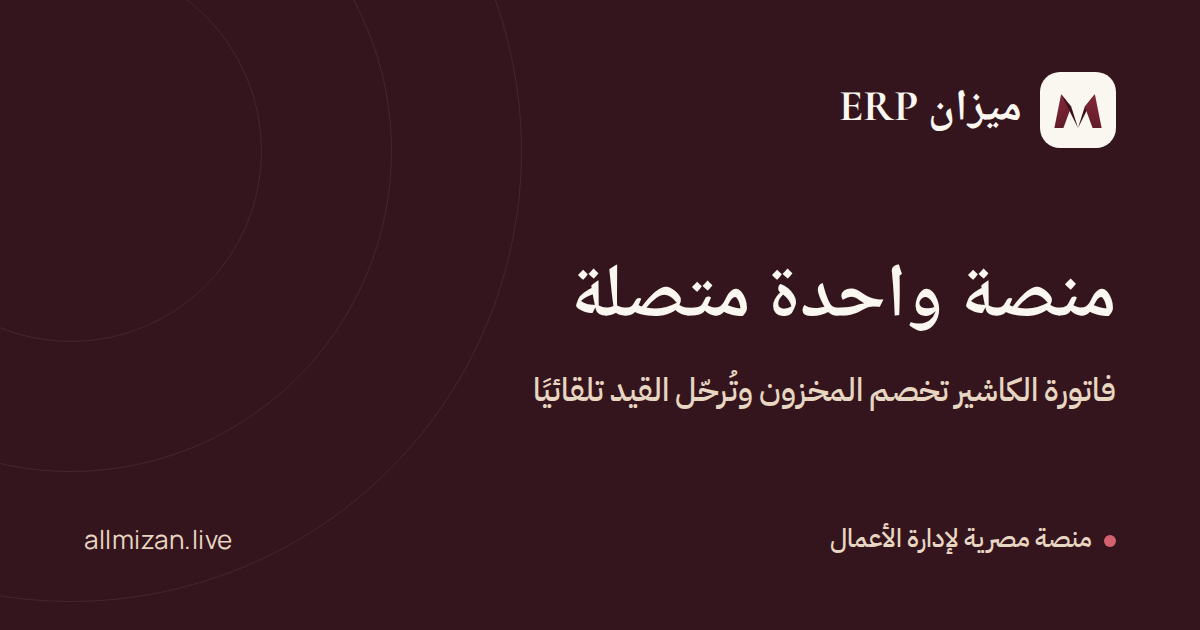 ميزان ERP
منصة واحدة متصلة
فاتورة الكاشير تخصم المخزون وتُرحّل القيد تلقائيًا
منصة مصرية لإدارة الأعمال
allmizan.live